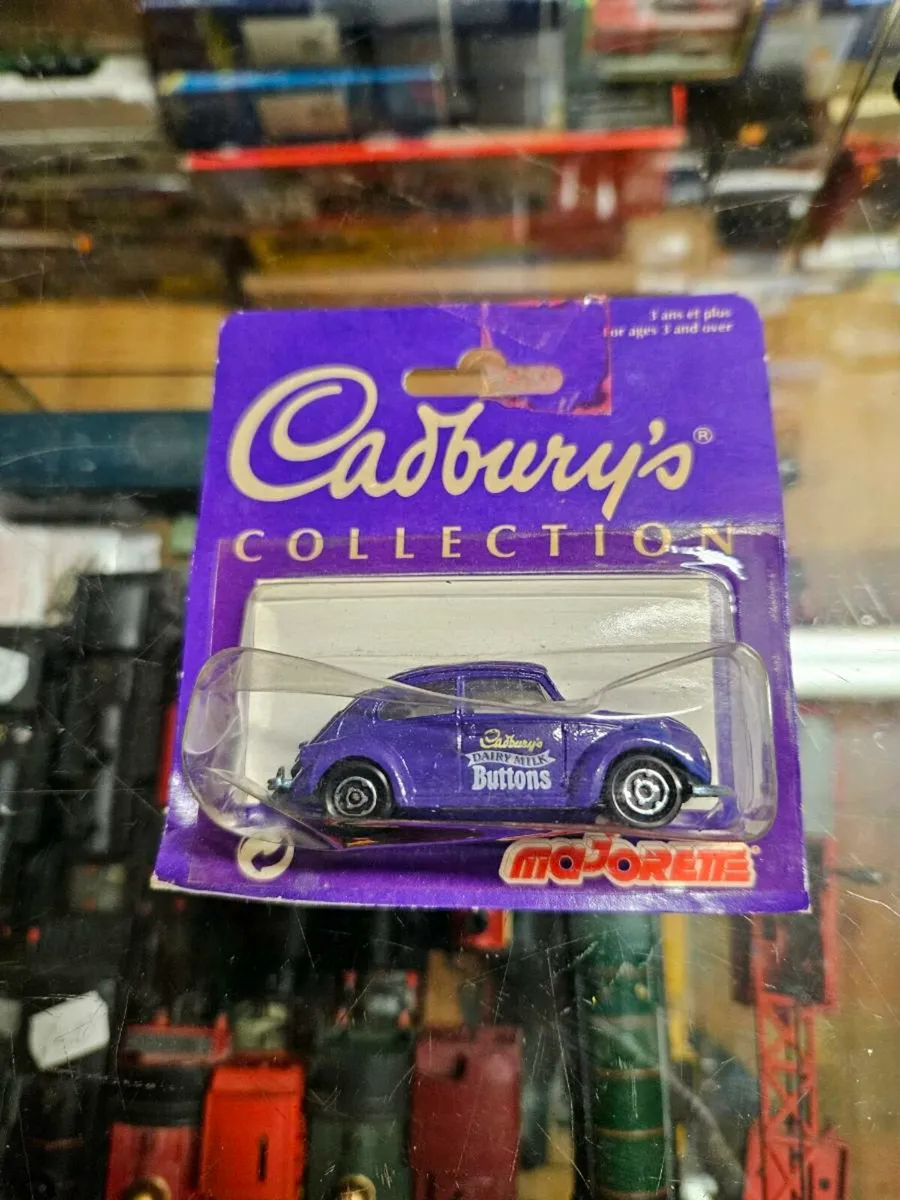 3 ans et plus
For ages 3 and over
Cadbury's®
COLLECTION
Cadbury's
DAIRY MILK
Buttons
MAJORETTE®